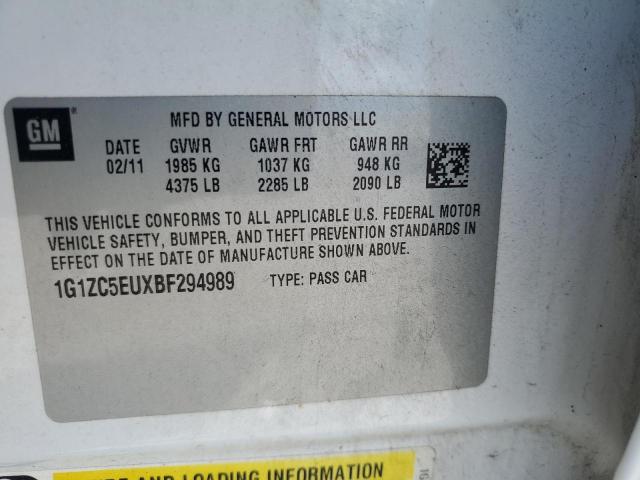 GM
MFD BY GENERAL MOTORS LLC
DATE GVWR GAWR FRT GAWR RR
02/11 1985 KG 1037 KG 948 KG
4375 LB 2285 LB 2090 LB
THIS VEHICLE CONFORMS TO ALL APPLICABLE U.S. FEDERAL MOTOR
VEHICLE SAFETY, BUMPER, AND THEFT PREVENTION STANDARDS IN
EFFECT ON THE DATE OF MANUFACTURE SHOWN ABOVE.
1G1ZC5EUXBF294989 TYPE: PASS CAR
AND LOADING INFORMATION